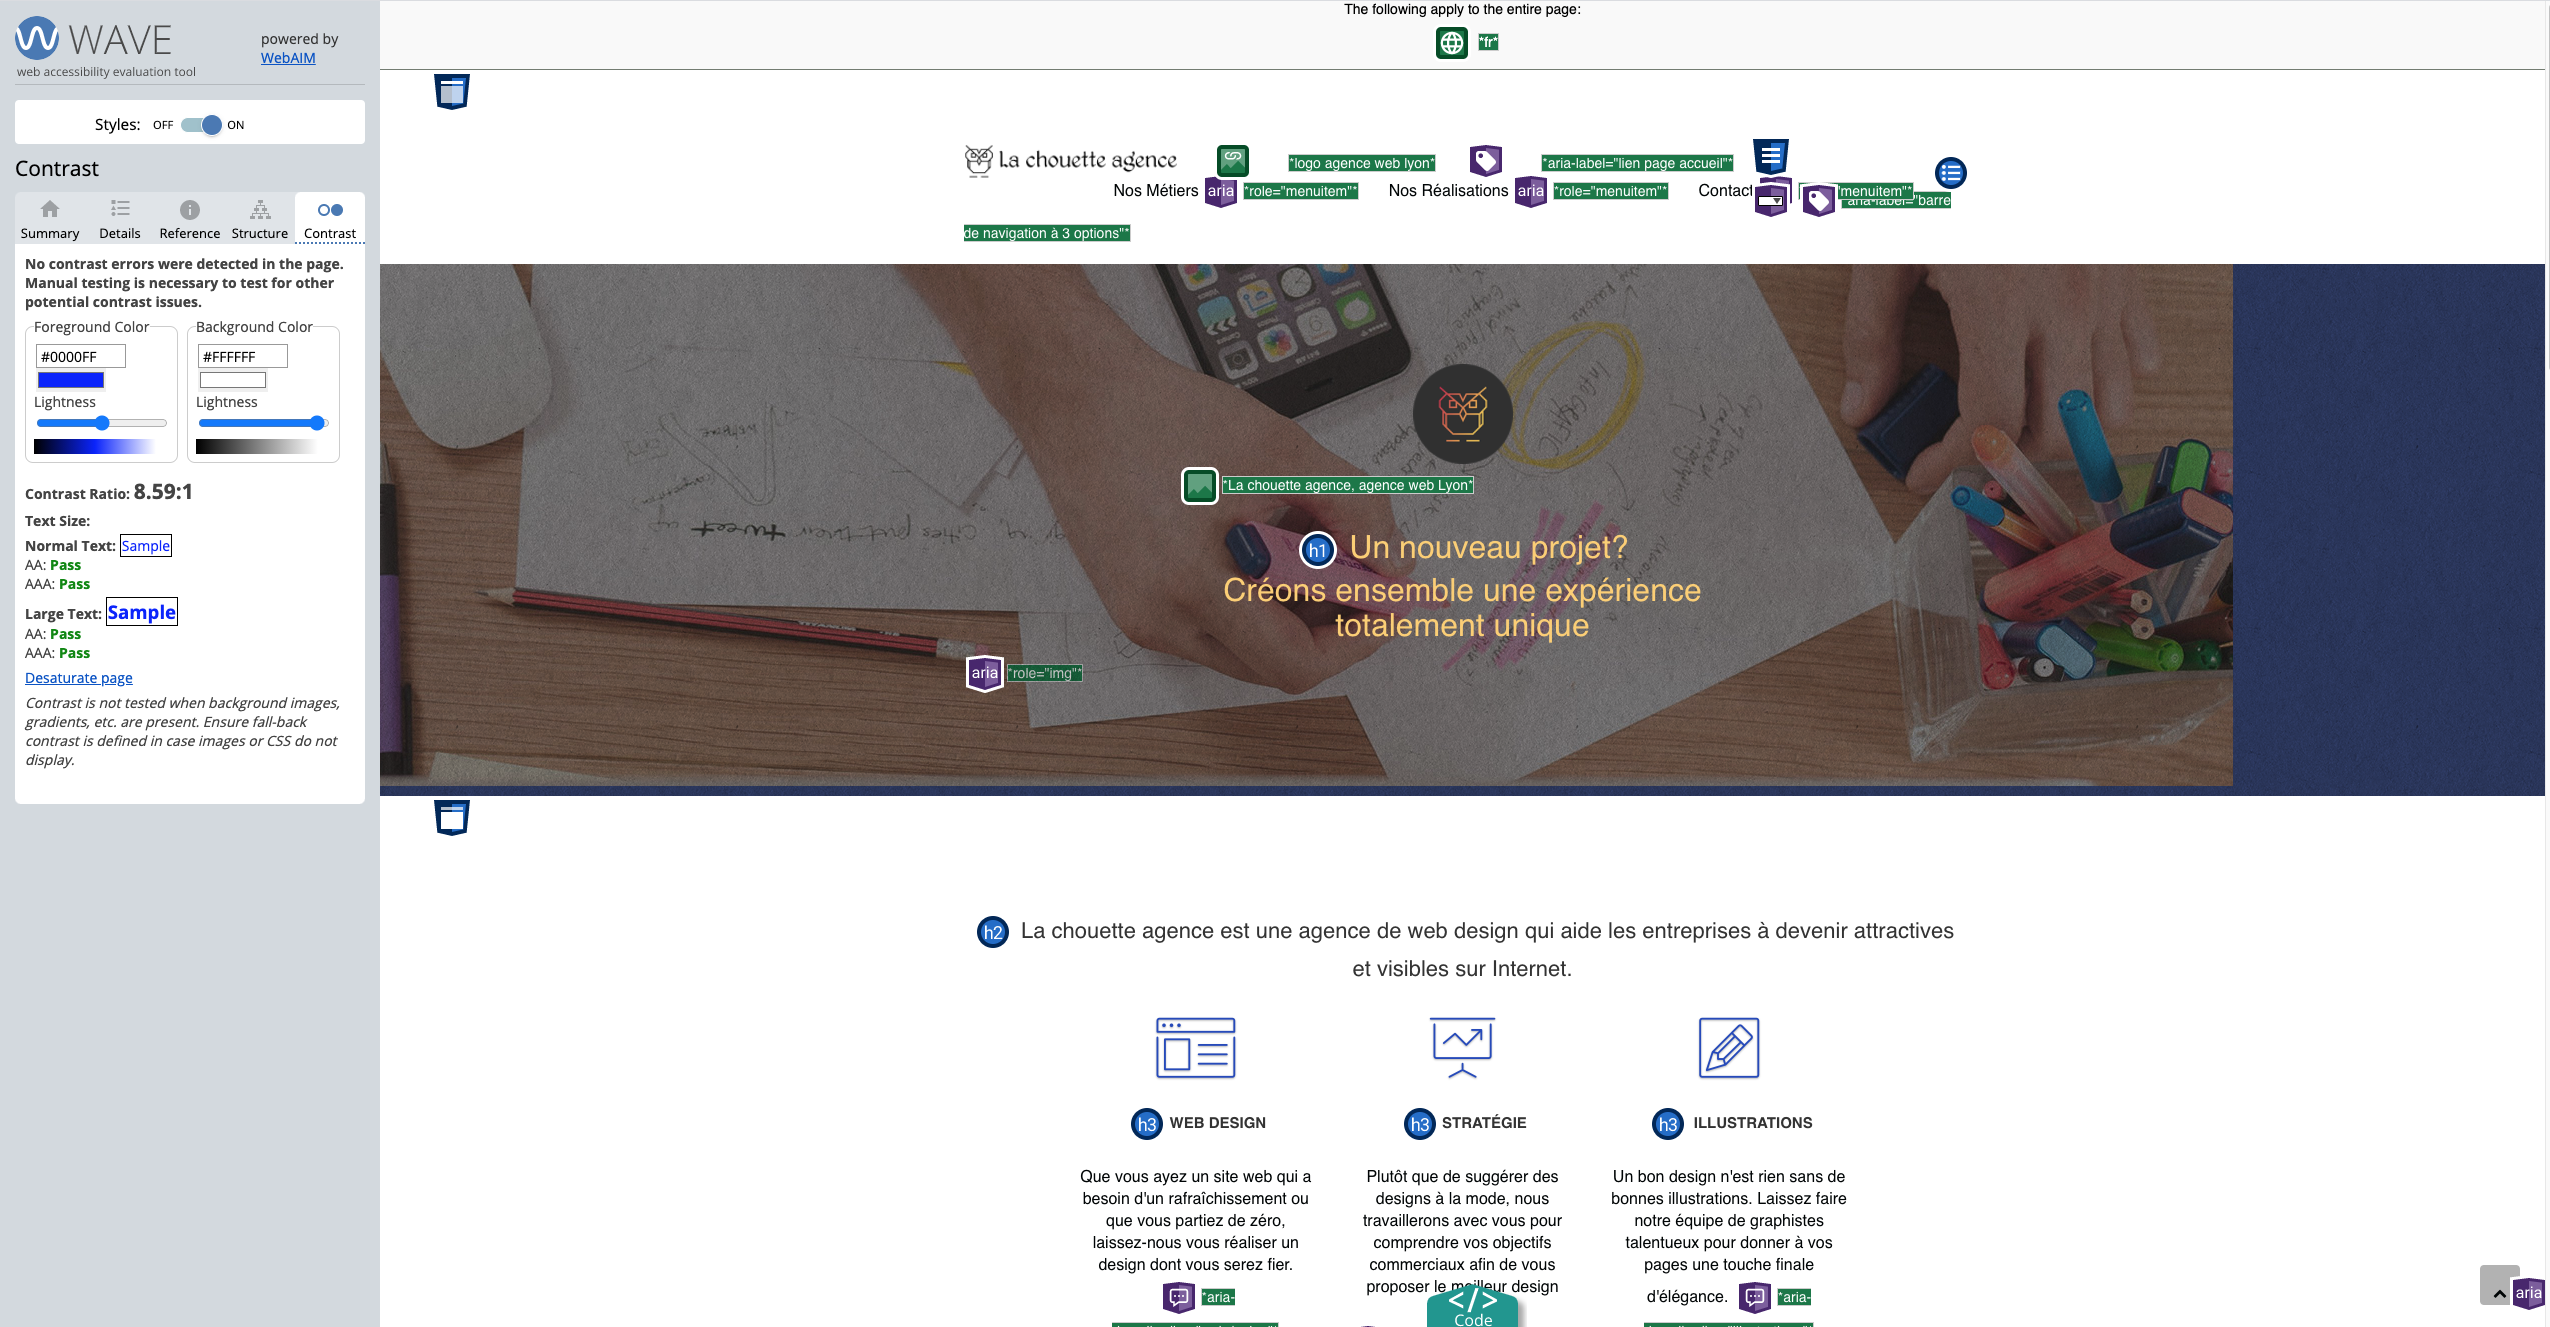 WAVE
powered by
WebAIM
web accessibility evaluation tool
Styles: OFF ON
Contrast
Summary Details Reference Structure Contrast
No contrast errors were detected in the page.
Manual testing is necessary to test for other
potential contrast issues.
Foreground Color Background Color
#0000FF #FFFFFF
Lightness Lightness
Contrast Ratio: 8.59:1
Text Size:
Normal Text: Sample
AA: Pass
AAA: Pass
Large Text: Sample
AA: Pass
AAA: Pass
Desaturate page
Contrast is not tested when background images,
gradients, etc. are present. Ensure fall-back
contrast is defined in case images or CSS do not
display.
The following apply to the entire page:
*fr*
La chouette agence *logo agence web lyon* *aria-label="lien page accueil"*
Nos Métiers aria *role="menuitem"* Nos Réalisations aria *role="menuitem"* Contact "menuitem"*
aria-label="barre
de navigation à 3 options"*
*La chouette agence, agence web Lyon*
h1 Un nouveau projet?
Créons ensemble une expérience
totalement unique
aria *role="img"*
h2 La chouette agence est une agence de web design qui aide les entreprises à devenir attractives
et visibles sur Internet.
h3 WEB DESIGN
Que vous ayez un site web qui a
besoin d'un rafraîchissement ou
que vous partiez de zéro,
laissez-nous vous réaliser un
design dont vous serez fier.
*aria-
h3 STRATÉGIE
Plutôt que de suggérer des
designs à la mode, nous
travaillerons avec vous pour
comprendre vos objectifs
commerciaux afin de vous
proposer le meilleur design
h3 ILLUSTRATIONS
Un bon design n'est rien sans de
bonnes illustrations. Laissez faire
notre équipe de graphistes
talentueux pour donner à vos
pages une touche finale
d'élégance. *aria-
</> Code
aria